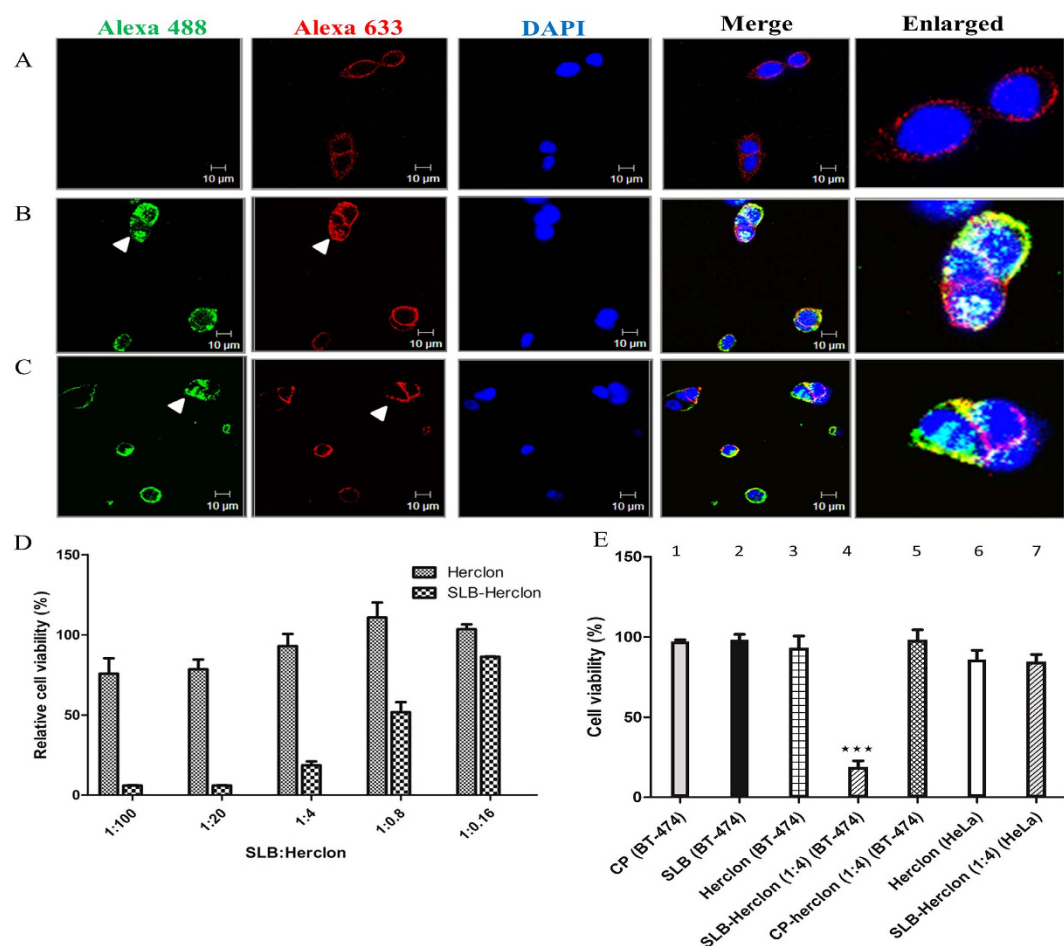 Alexa 488 Alexa 633 DAPI Merge Enlarged
A
10 µm 10 µm 10 µm 10 µm
B
10 µm 10 µm 10 µm 10 µm
C
10 µm 10 µm 10 µm 10 µm
D
150
100
50
0
Relative cell viability (%)
Herclon
SLB-Herclon
1:100 1:20 1:4 1:0.8 1:0.16
SLB:Herclon
E
150
100
50
0
Cell viability (%)
1 2 3 4 5 6 7
★★★
CP (BT-474)
SLB (BT-474)
Herclon (BT-474)
SLB-Herclon (1:4) (BT-474)
CP-herclon (1:4) (BT-474)
Herclon (HeLa)
SLB-Herclon (1:4) (HeLa)